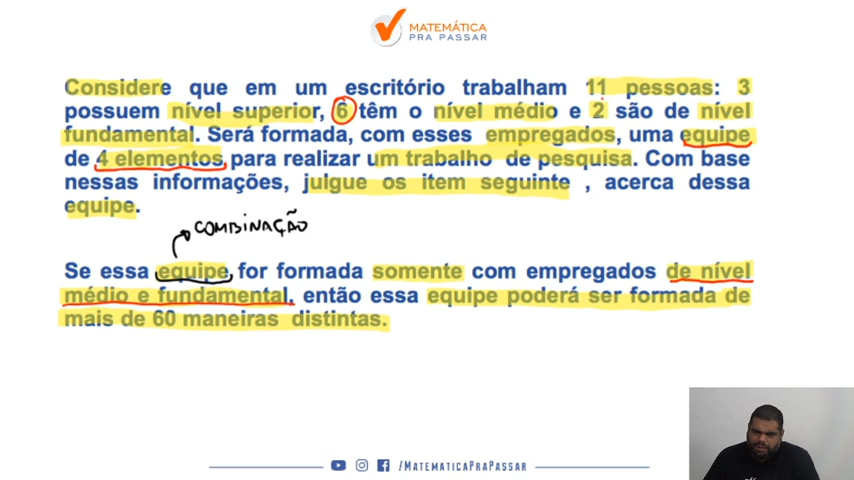 MATEMÁTICA
PRA PASSAR
Considere que em um escritório trabalham 11 pessoas: 3
possuem nível superior, 6 têm o nível médio e 2 são de nível
fundamental. Será formada, com esses empregados, uma equipe
de 4 elementos para realizar um trabalho de pesquisa. Com base
nessas informações, julgue os item seguinte , acerca dessa
equipe.
COMBINAÇÃO
Se essa equipe for formada somente com empregados de nível
médio e fundamental, então essa equipe poderá ser formada de
mais de 60 maneiras distintas.
/MATEMATICAPRAPASSAR